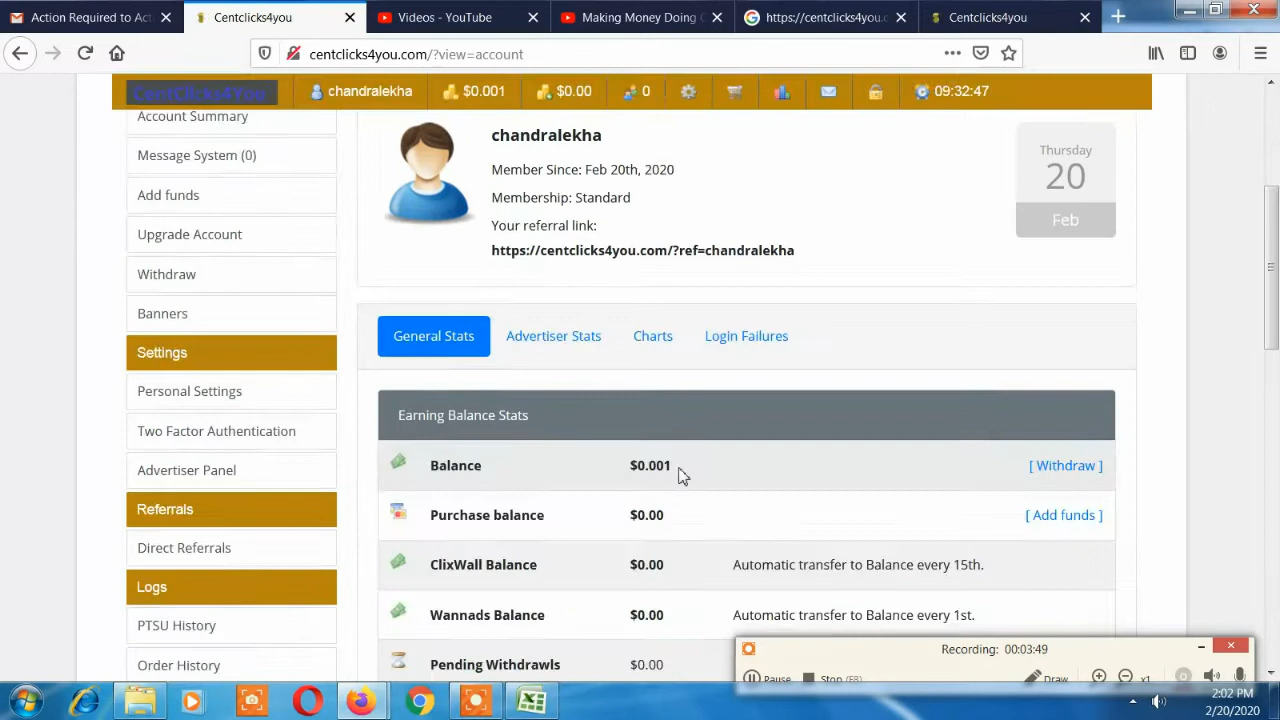 Action Required to Act
Centclicks4you
Videos - YouTube
Making Money Doing
https://centclicks4you.c
Centclicks4you
centclicks4you.com/?view=account
CentClicks4You
chandralekha
$0.001
$0.00
0
09:32:47
Account Summary
Message System (0)
Add funds
Upgrade Account
Withdraw
Banners
Settings
Personal Settings
Two Factor Authentication
Advertiser Panel
Referrals
Direct Referrals
Logs
PTSU History
Order History
chandralekha
Member Since: Feb 20th, 2020
Membership: Standard
Your referral link:
https://centclicks4you.com/?ref=chandralekha
Thursday
20
Feb
General Stats
Advertiser Stats
Charts
Login Failures
Earning Balance Stats
Balance $0.001 [ Withdraw ]
Purchase balance $0.00 [ Add funds ]
ClixWall Balance $0.00 Automatic transfer to Balance every 15th.
Wannads Balance $0.00 Automatic transfer to Balance every 1st.
Pending Withdrawls $0.00
Recording: 00:03:49
Pause
Stop (F8)
Draw
x1
2:02 PM
2/20/2020